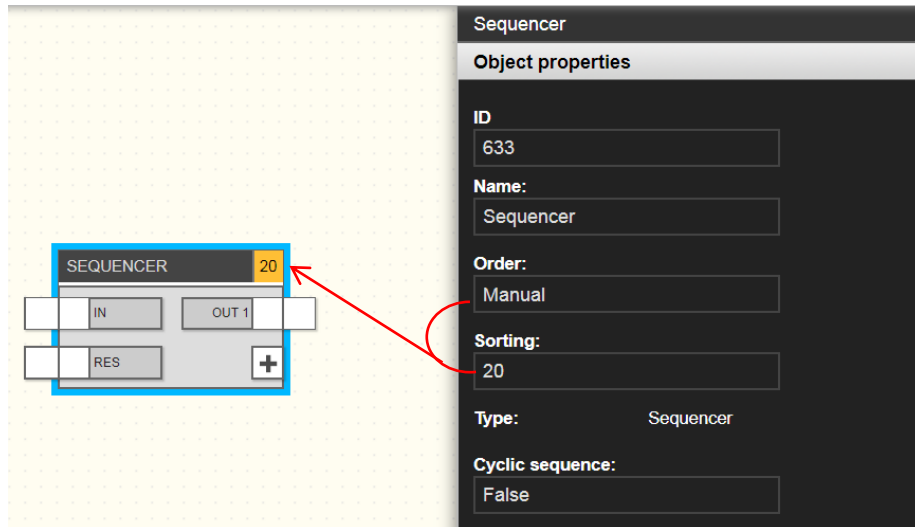 Sequencer
Object properties
ID
633
Name:
Sequencer
SEQUENCER 20
Order:
IN OUT 1
Manual
Sorting:
RES +
20
Type: Sequencer
Cyclic sequence:
False